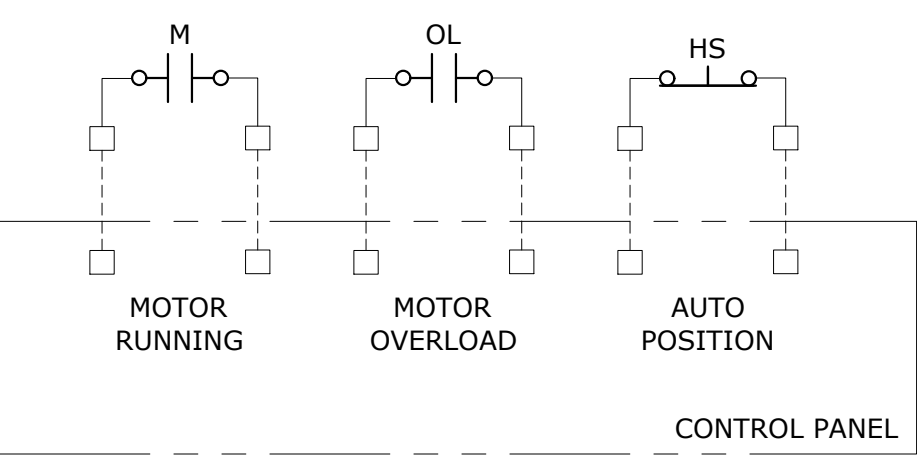 M
OL
HS
MOTOR
RUNNING
MOTOR
OVERLOAD
AUTO
POSITION
CONTROL PANEL